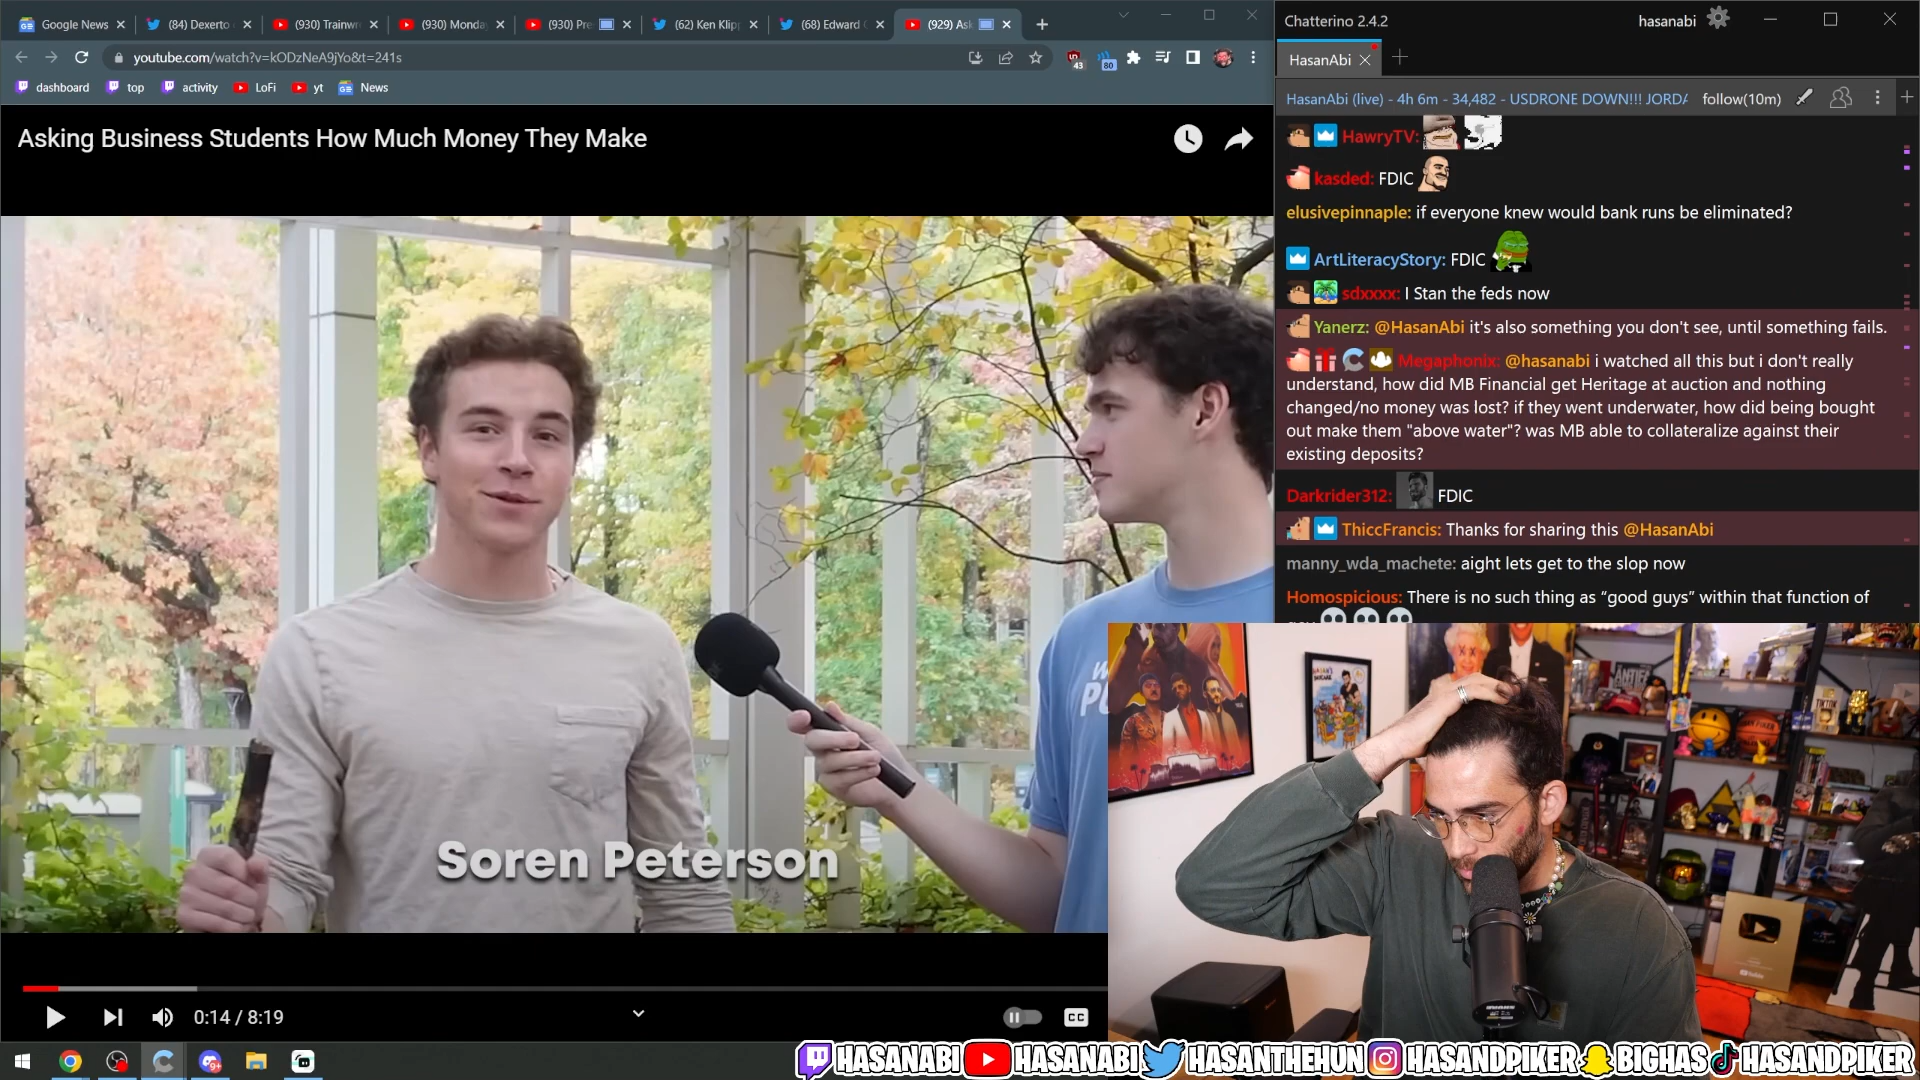 Google News
(84) Dexerto
(930) Trainwr
(930) Monda
(930) Pre
(62) Ken Klip
(68) Edward
(929) Ask
youtube.com/watch?v=kODzNeA9jYo&t=241s
43
80
dashboard
top
activity
LoFi
yt
News
Asking Business Students How Much Money They Make
Soren Peterson
0:14 / 8:19
CC
Chatterino 2.4.2
hasanabi
HasanAbi
HasanAbi (live) - 4h 6m - 34,482 - USDRONE DOWN!!! JORDA
follow(10m)
HawryTV:
kasded: FDIC
elusivepinnaple: if everyone knew would bank runs be eliminated?
ArtLiteracyStory: FDIC
sdxxxx: I Stan the feds now
Yanerz: @HasanAbi it's also something you don't see, until something fails.
Megaphonix: @hasanabi i watched all this but i don't really
understand, how did MB Financial get Heritage at auction and nothing
changed/no money was lost? if they went underwater, how did being bought
out make them "above water"? was MB able to collateralize against their
existing deposits?
Darkrider312: FDIC
ThiccFrancis: Thanks for sharing this @HasanAbi
manny_wda_machete: aight lets get to the slop now
Homospicious: There is no such thing as “good guys” within that function of
HASANABI HASANABI HASANTHEHUN HASANDPIKER BIGHAS HASANDPIKER